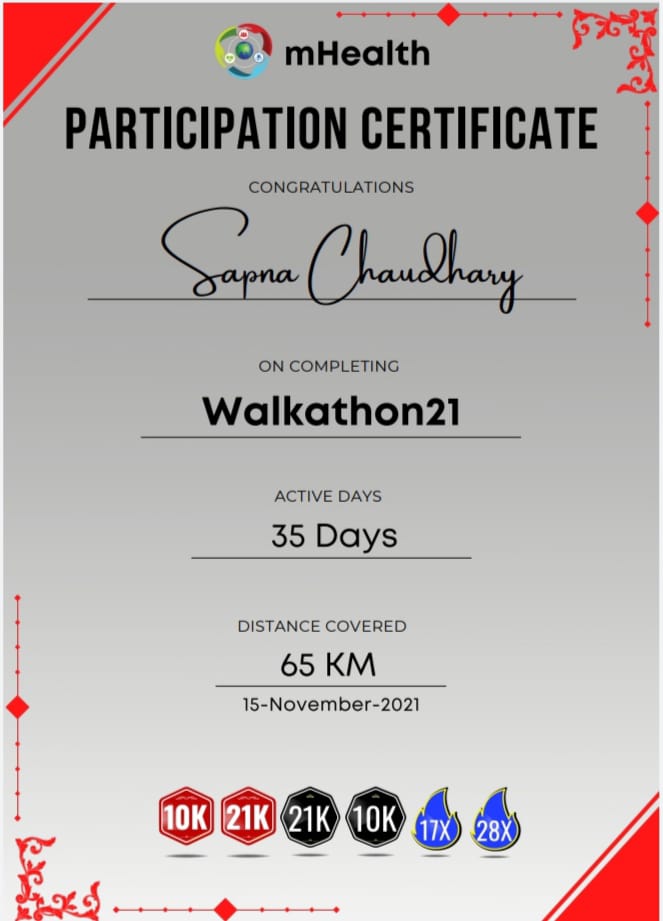 mHealth
PARTICIPATION CERTIFICATE
CONGRATULATIONS
Sapna Chaudhary
ON COMPLETING
Walkathon21
ACTIVE DAYS
35 Days
DISTANCE COVERED
65 KM
15-November-2021
10K 21K 21K 10K 17X 28X